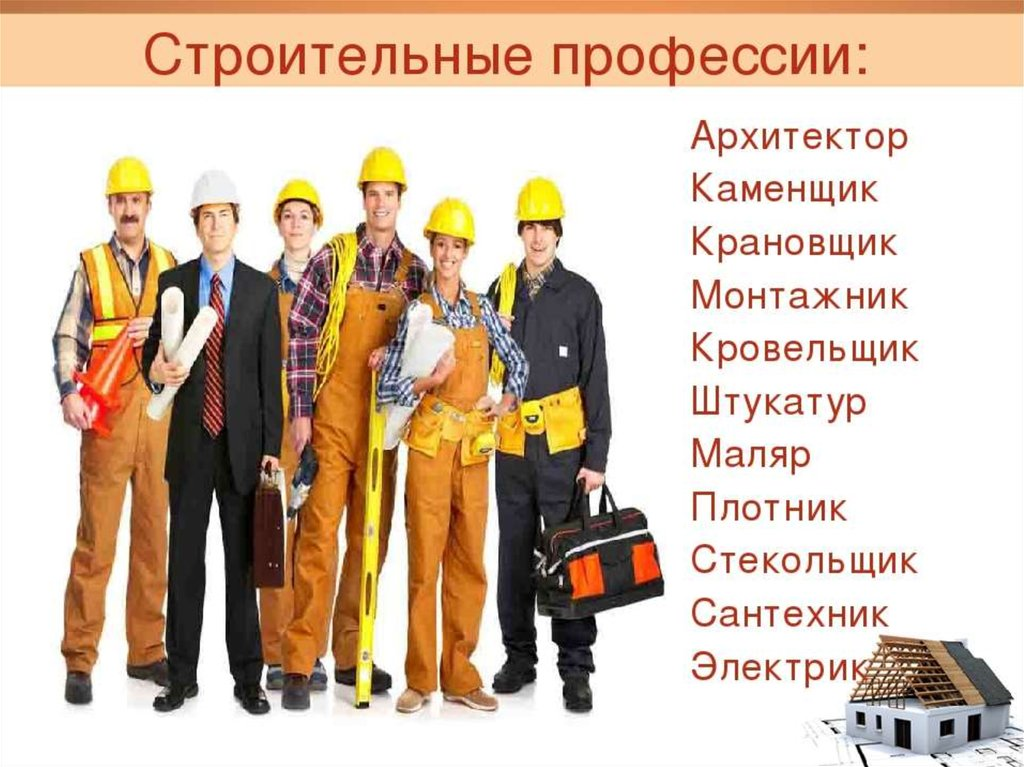 Строительные профессии:
Архитектор
Каменщик
Крановщик
Монтажник
Кровельщик
Штукатур
Маляр
Плотник
Стекольщик
Сантехник
Электрик